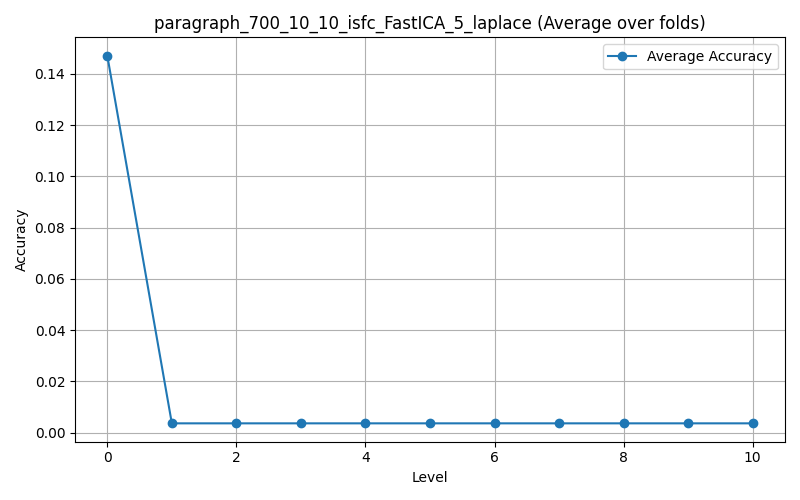 paragraph_700_10_10_isfc_FastICA_5_laplace (Average over folds)
Average Accuracy
0.14
0.12
0.10
0.08
0.06
0.04
0.02
0.00
Accuracy
0 2 4 6 8 10
Level